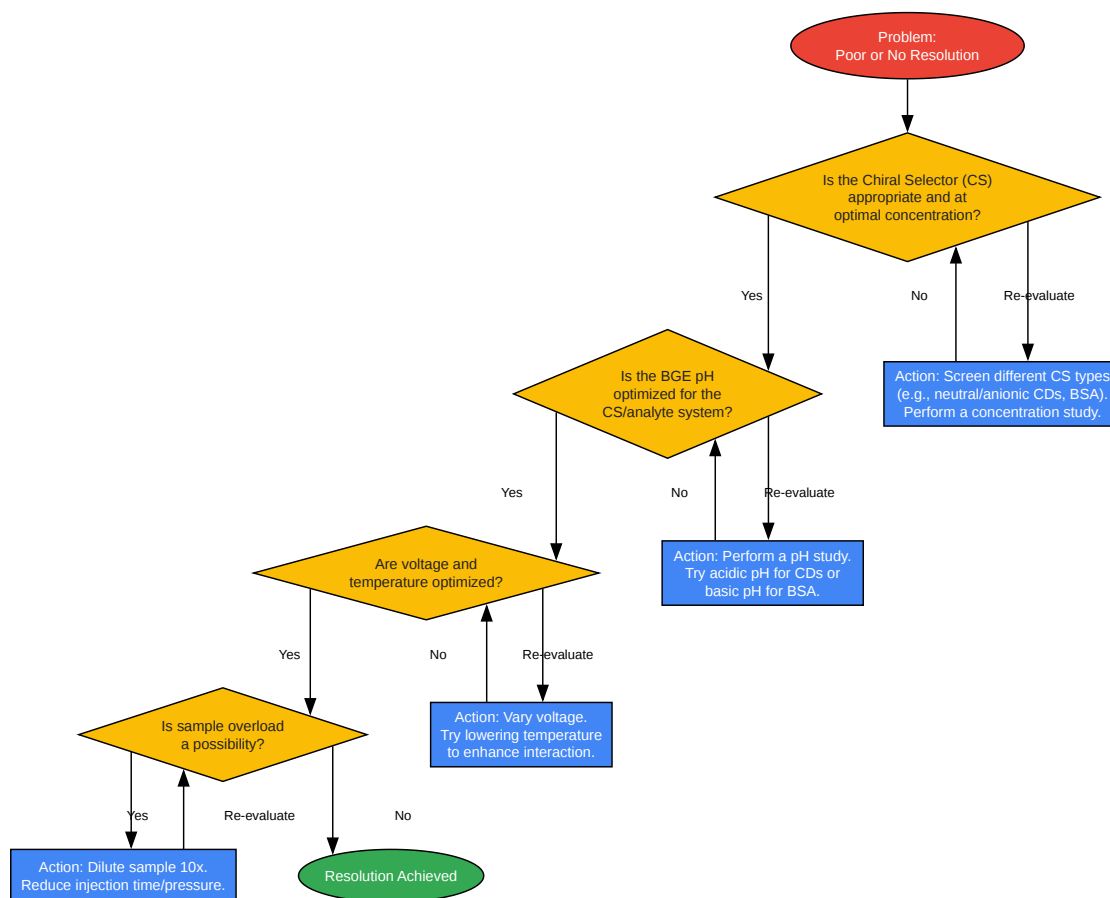 Problem:
Poor or No Resolution
Is the Chiral Selector (CS)
appropriate and at
optimal concentration?
Yes
No
Re-evaluate
Action: Screen different CS types
(e.g., neutral/anionic CDs, BSA).
Perform a concentration study.
Is the BGE pH
optimized for the
CS/analyte system?
Yes
No
Re-evaluate
Action: Perform a pH study.
Try acidic pH for CDs or
basic pH for BSA.
Are voltage and
temperature optimized?
Yes
No
Re-evaluate
Action: Vary voltage.
Try lowering temperature
to enhance interaction.
Is sample overload
a possibility?
Yes
Re-evaluate
No
Action: Dilute sample 10x.
Reduce injection time/pressure.
Resolution Achieved